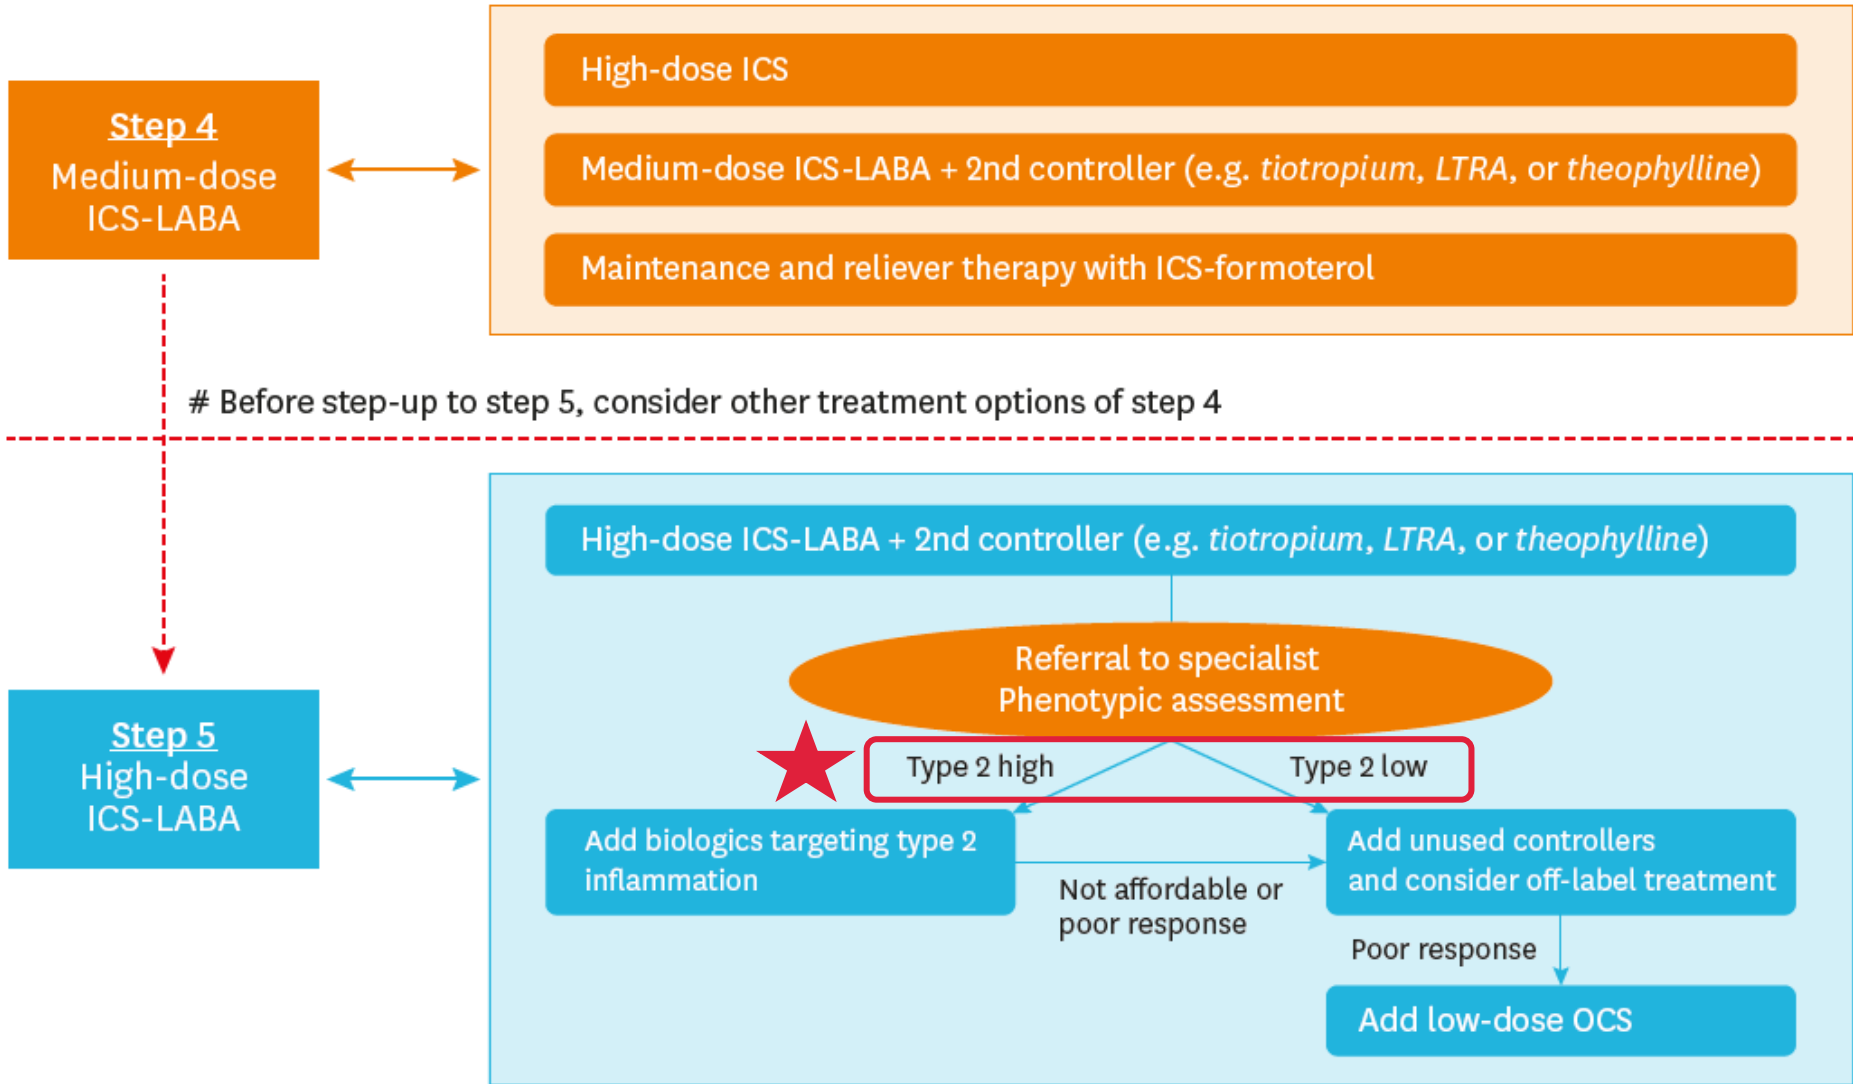 Step 4
Medium-dose
ICS-LABA
High-dose ICS
Medium-dose ICS-LABA + 2nd controller (e.g. tiotropium, LTRA, or theophylline)
Maintenance and reliever therapy with ICS-formoterol
# Before step-up to step 5, consider other treatment options of step 4
Step 5
High-dose
ICS-LABA
High-dose ICS-LABA + 2nd controller (e.g. tiotropium, LTRA, or theophylline)
Referral to specialist
Phenotypic assessment
Type 2 high
Type 2 low
Add biologics targeting type 2
inflammation
Not affordable or
poor response
Add unused controllers
and consider off-label treatment
Poor response
Add low-dose OCS